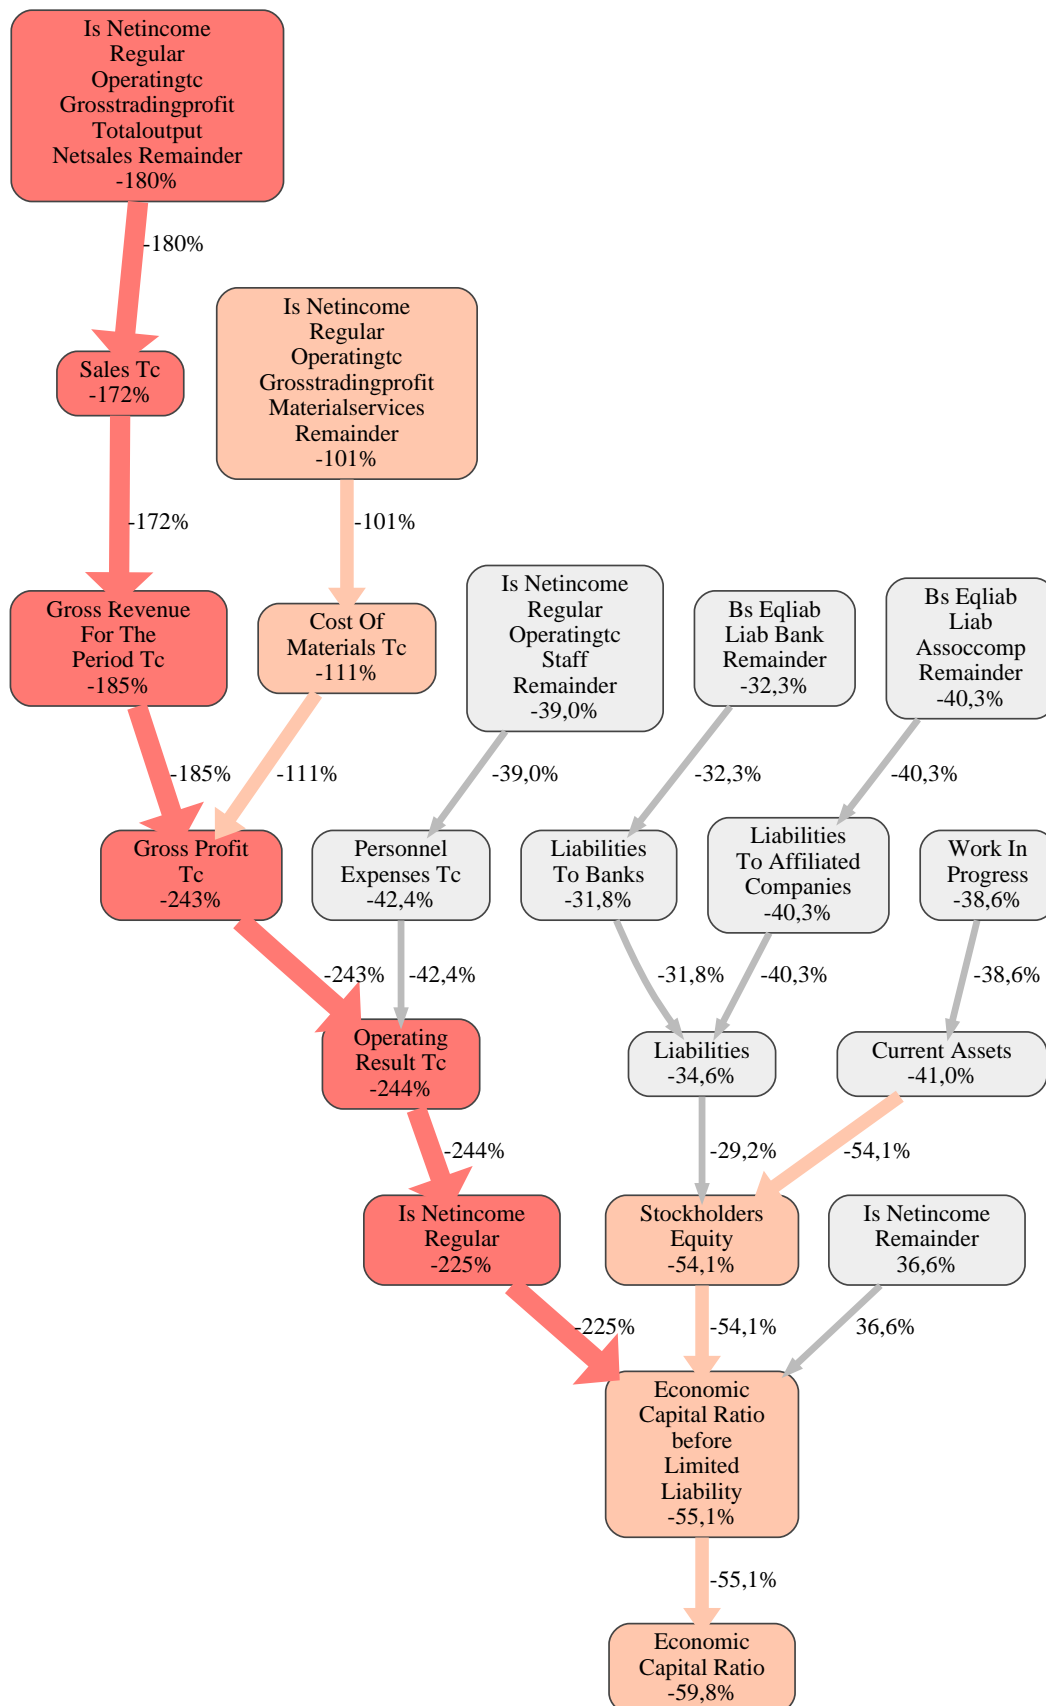 Is Netincome
Regular
Operatingtc
Grosstradingprofit
Totaloutput
Netsales Remainder
-180%
-180%
Sales Tc
-172%
Is Netincome
Regular
Operatingtc
Grosstradingprofit
Materialservices
Remainder
-101%
-172%
-101%
Gross Revenue
For The
Period Tc
-185%
Cost Of
Materials Tc
-111%
Is Netincome
Regular
Operatingtc
Staff
Remainder
-39,0%
Bs Eqliab
Liab Bank
Remainder
-32,3%
Bs Eqliab
Liab
Assoccomp
Remainder
-40,3%
-185%
-111%
-39,0%
-32,3%
-40,3%
Gross Profit
Tc
-243%
Personnel
Expenses Tc
-42,4%
Liabilities
To Banks
-31,8%
Liabilities
To Affiliated
Companies
-40,3%
Work In
Progress
-38,6%
-243%
-42,4%
-31,8%
-40,3%
-38,6%
Operating
Result Tc
-244%
Liabilities
-34,6%
Current Assets
-41,0%
-244%
-29,2%
-54,1%
Is Netincome
Regular
-225%
Stockholders
Equity
-54,1%
Is Netincome
Remainder
36,6%
-225%
-54,1%
36,6%
Economic
Capital Ratio
before
Limited
Liability
-55,1%
-55,1%
Economic
Capital Ratio
-59,8%